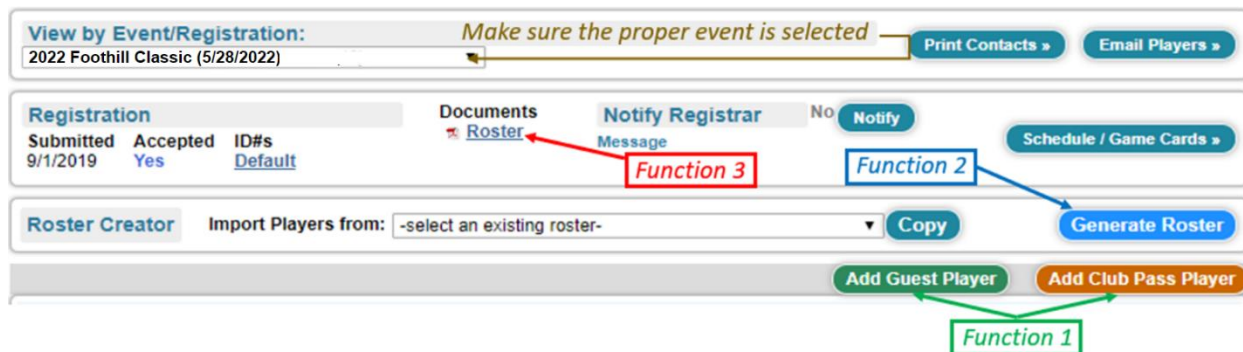 View by Event/Registration:
Make sure the proper event is selected
2022 Foothill Classic (5/28/2022)
Print Contacts »
Email Players »
Registration
Documents
Notify Registrar
No
Notify
Submitted Accepted ID#s
Roster
Message
Schedule / Game Cards »
9/1/2019 Yes Default
Function 3
Function 2
Roster Creator
Import Players from:
-select an existing roster-
Copy
Generate Roster
Add Guest Player
Add Club Pass Player
Function 1